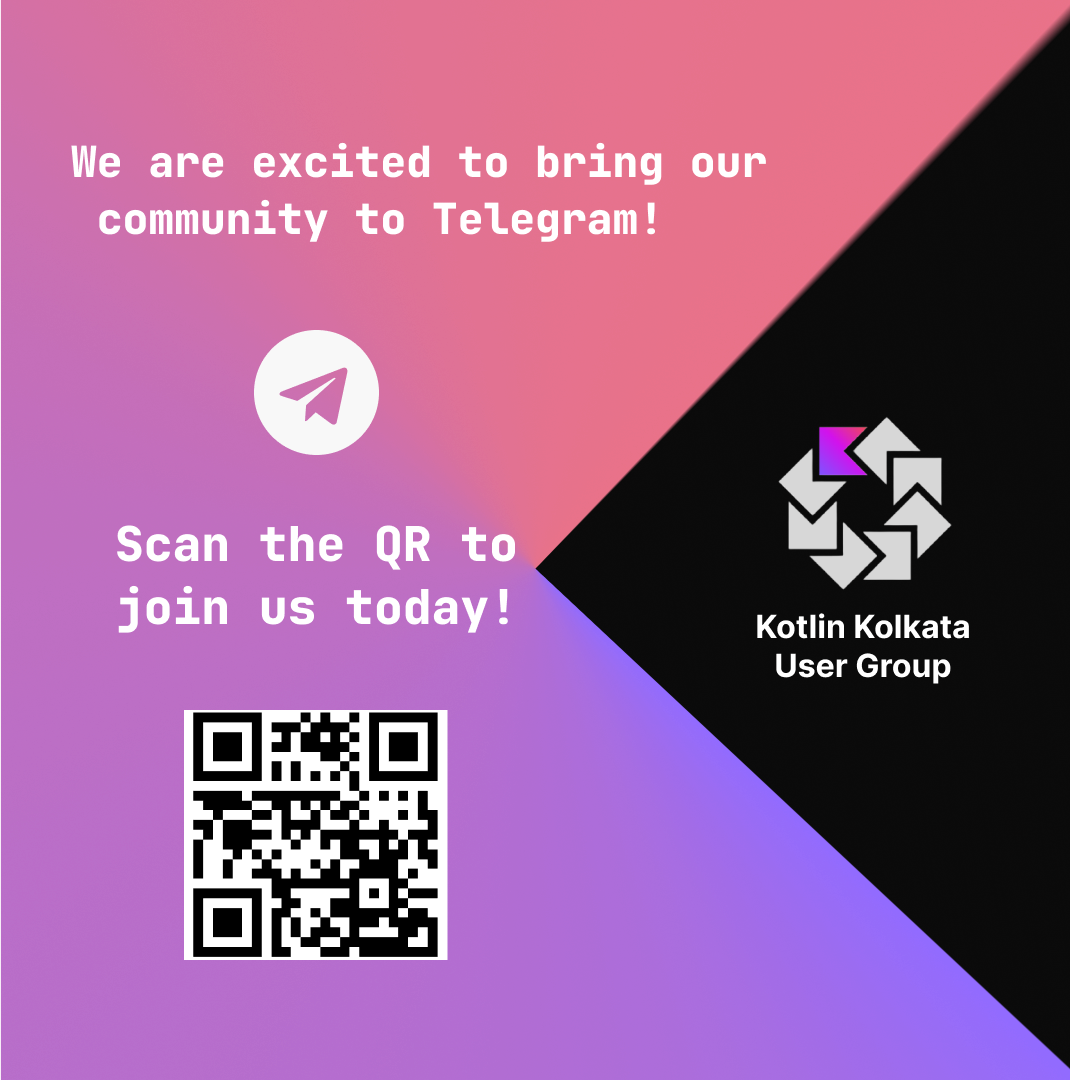 We are excited to bring our
community to Telegram!
Scan the QR to
join us today!
Kotlin Kolkata
User Group